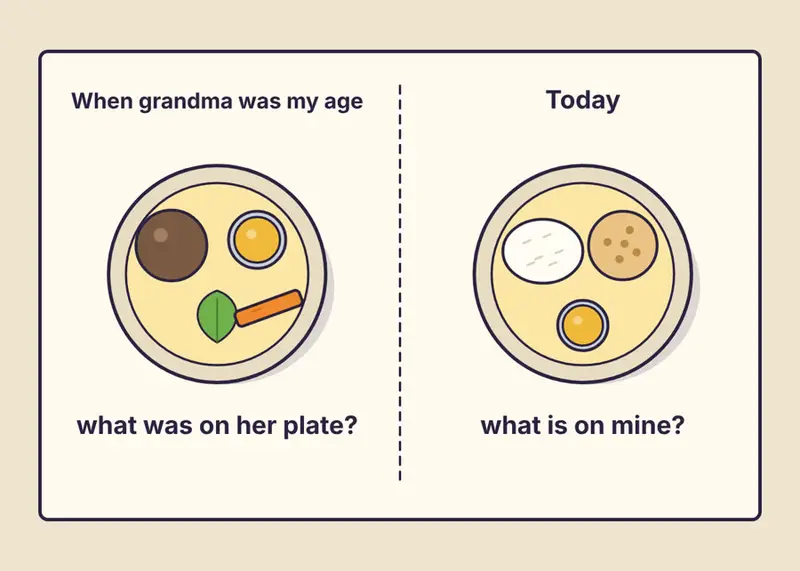 When grandma was my age
what was on her plate?
Today
what is on mine?